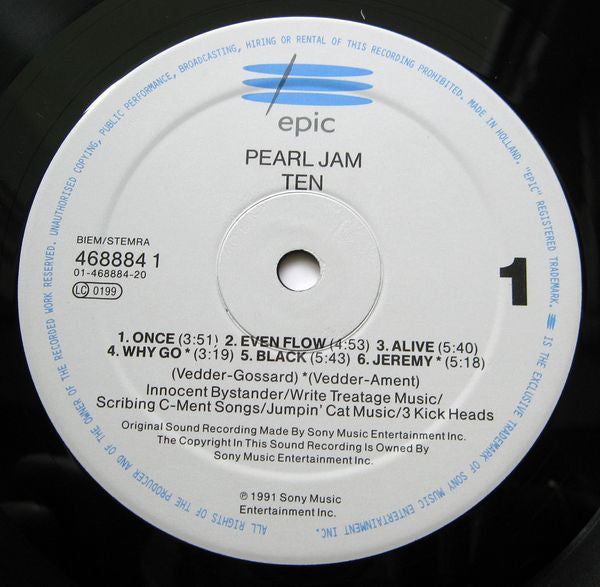 epic
PEARL JAM
TEN
BIEM/STEMRA
468884 1
01-468884-20
LC 0199
1
1. ONCE (3:51) 2. EVEN FLOW (4:53) 3. ALIVE (5:40)
4. WHY GO * (3:19) 5. BLACK (5:43) 6. JEREMY * (5:18)
(Vedder-Gossard) *(Vedder-Ament)
Innocent Bystander/Write Treatage Music/
Scribing C-Ment Songs/Jumpin' Cat Music/3 Kick Heads
Original Sound Recording Made By Sony Music Entertainment Inc.
The Copyright In This Sound Recording Is Owned By
Sony Music Entertainment Inc.
℗ 1991 Sony Music
Entertainment Inc.
ALL RIGHTS OF THE PRODUCER AND OF THE OWNER OF THE RECORDED WORK RESERVED. UNAUTHORISED COPYING, PUBLIC PERFORMANCE, BROADCASTING, HIRING OR RENTAL OF THIS RECORDING PROHIBITED. MADE IN HOLLAND. "EPIC" REGISTERED TRADEMARK. IS THE EXCLUSIVE TRADEMARK OF SONY MUSIC ENTERTAINMENT INC.